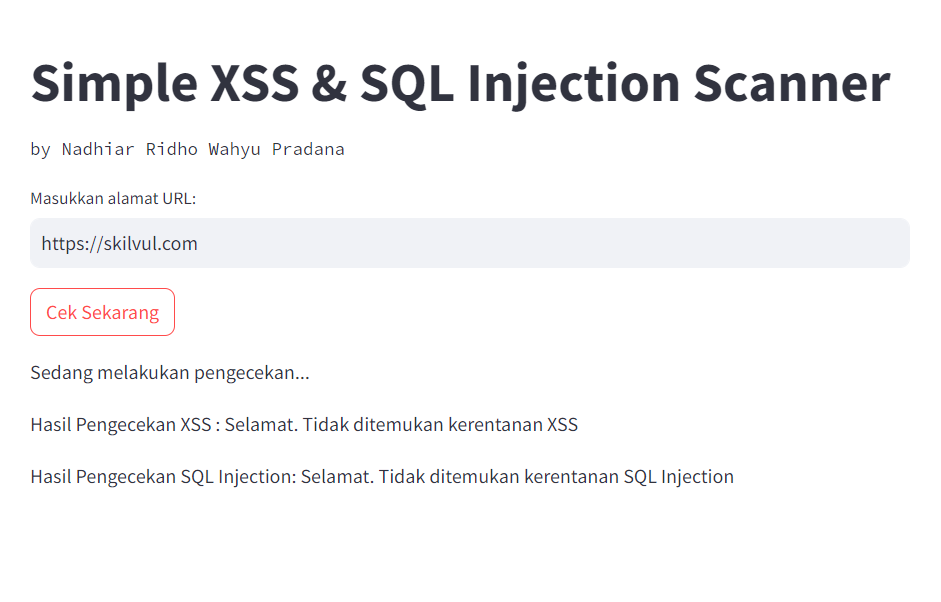 Simple XSS & SQL Injection Scanner
by Nadhiar Ridho Wahyu Pradana
Masukkan alamat URL:
https://skilvul.com
Cek Sekarang
Sedang melakukan pengecekan...
Hasil Pengecekan XSS : Selamat. Tidak ditemukan kerentanan XSS
Hasil Pengecekan SQL Injection: Selamat. Tidak ditemukan kerentanan SQL Injection